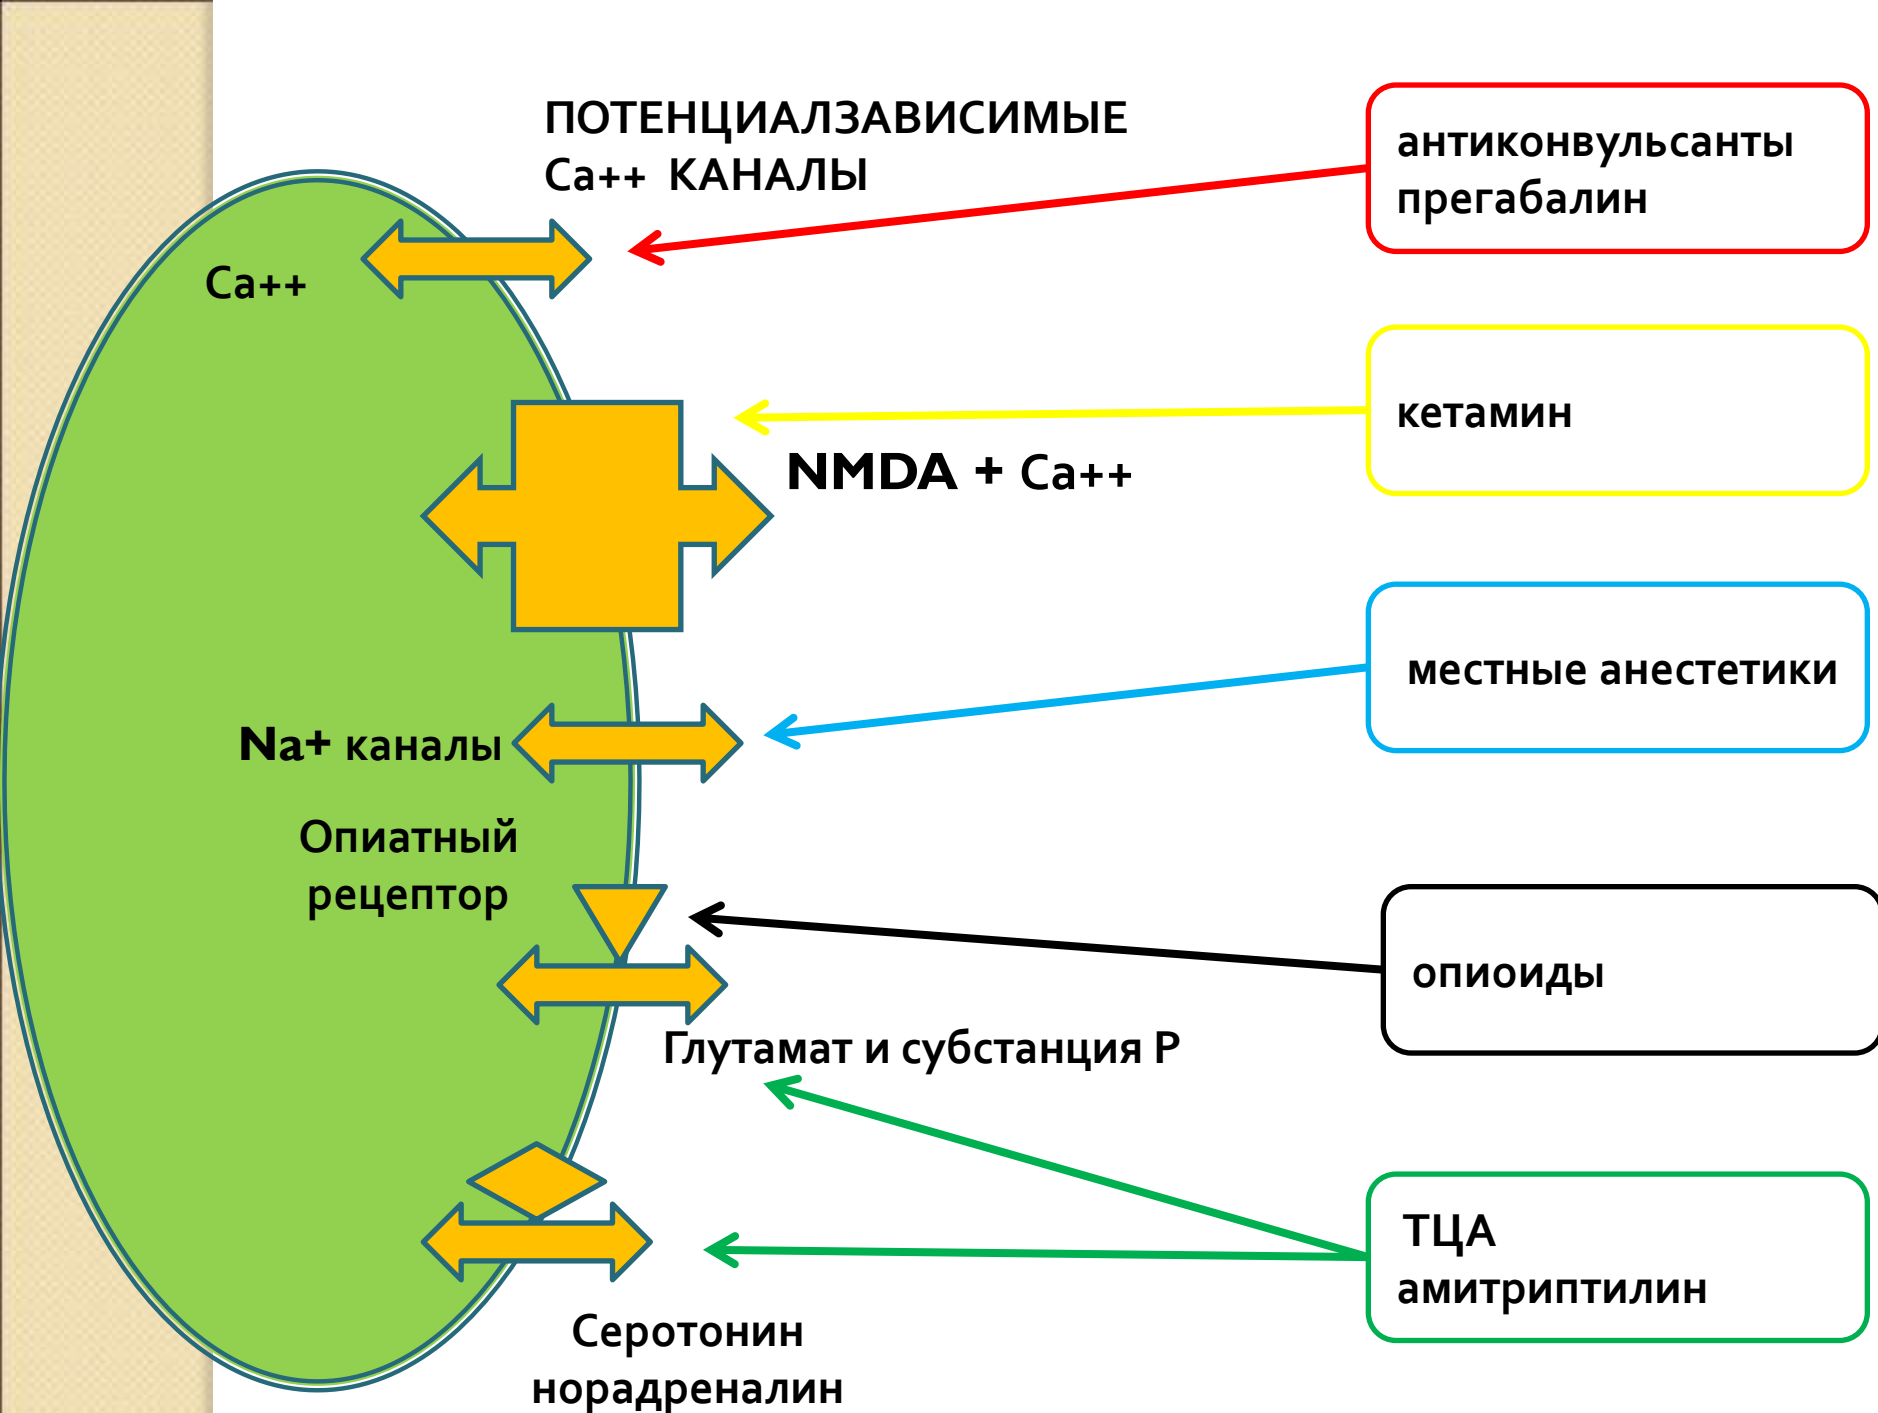 ПОТЕНЦИАЛЗАВИСИМЫЕ
Ca++ КАНАЛЫ
антиконвульсанты
прегабалин
Ca++
кетамин
NMDA + Ca++
местные анестетики
Na+ каналы
Опиатный
рецептор
опиоиды
Глутамат и субстанция Р
ТЦА
амитриптилин
Серотонин
норадреналин